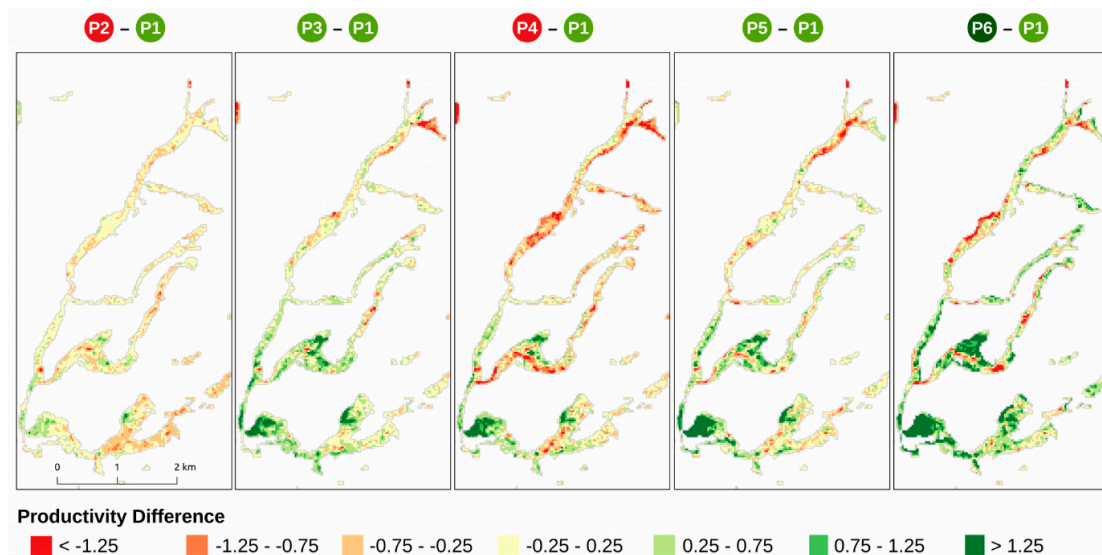 P2 – P1
P3 – P1
P4 – P1
P5 – P1
P6 – P1
0 1 2 km
Productivity Difference
< -1.25
-1.25 - -0.75
-0.75 - -0.25
-0.25 - 0.25
0.25 - 0.75
0.75 - 1.25
> 1.25